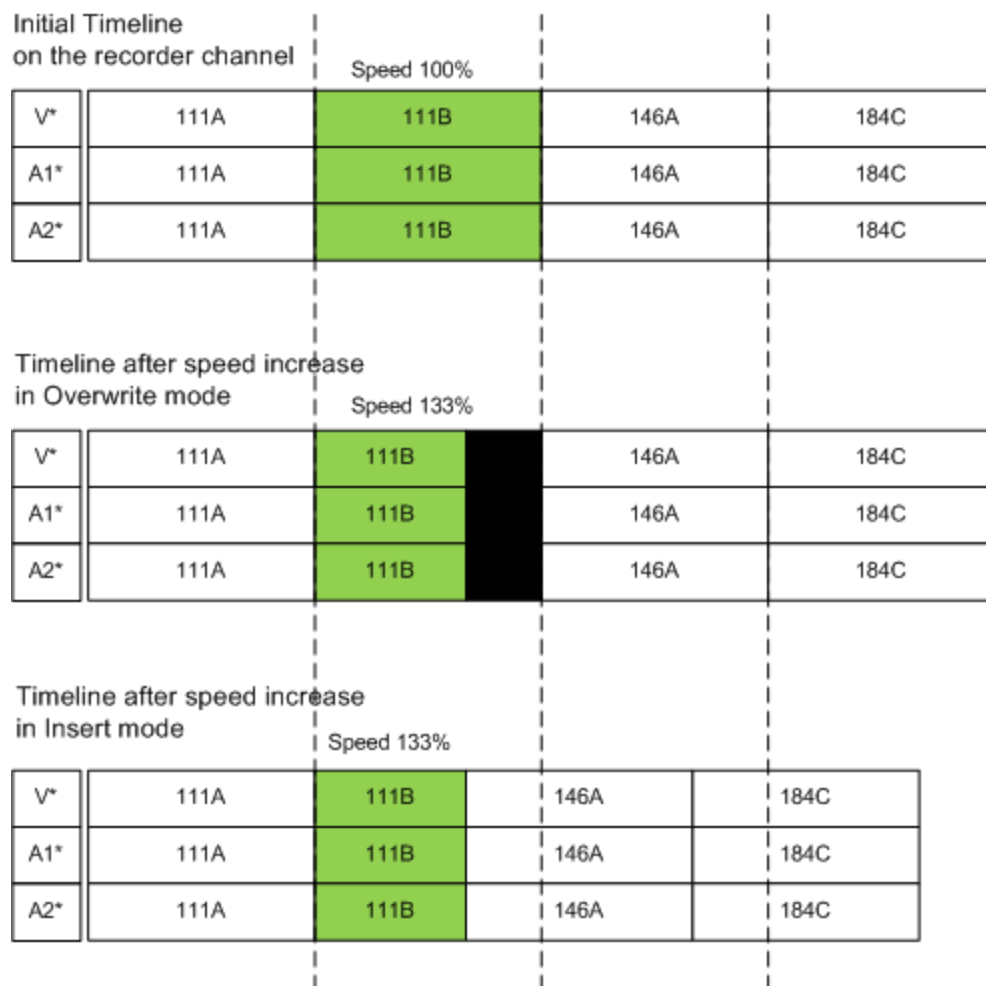 Initial Timeline
on the recorder channel
Speed 100%
V* 111A 111B 146A 184C
A1* 111A 111B 146A 184C
A2* 111A 111B 146A 184C
Timeline after speed increase
in Overwrite mode
Speed 133%
V* 111A 111B 146A 184C
A1* 111A 111B 146A 184C
A2* 111A 111B 146A 184C
Timeline after speed increase
in Insert mode
Speed 133%
V* 111A 111B 146A 184C
A1* 111A 111B 146A 184C
A2* 111A 111B 146A 184C